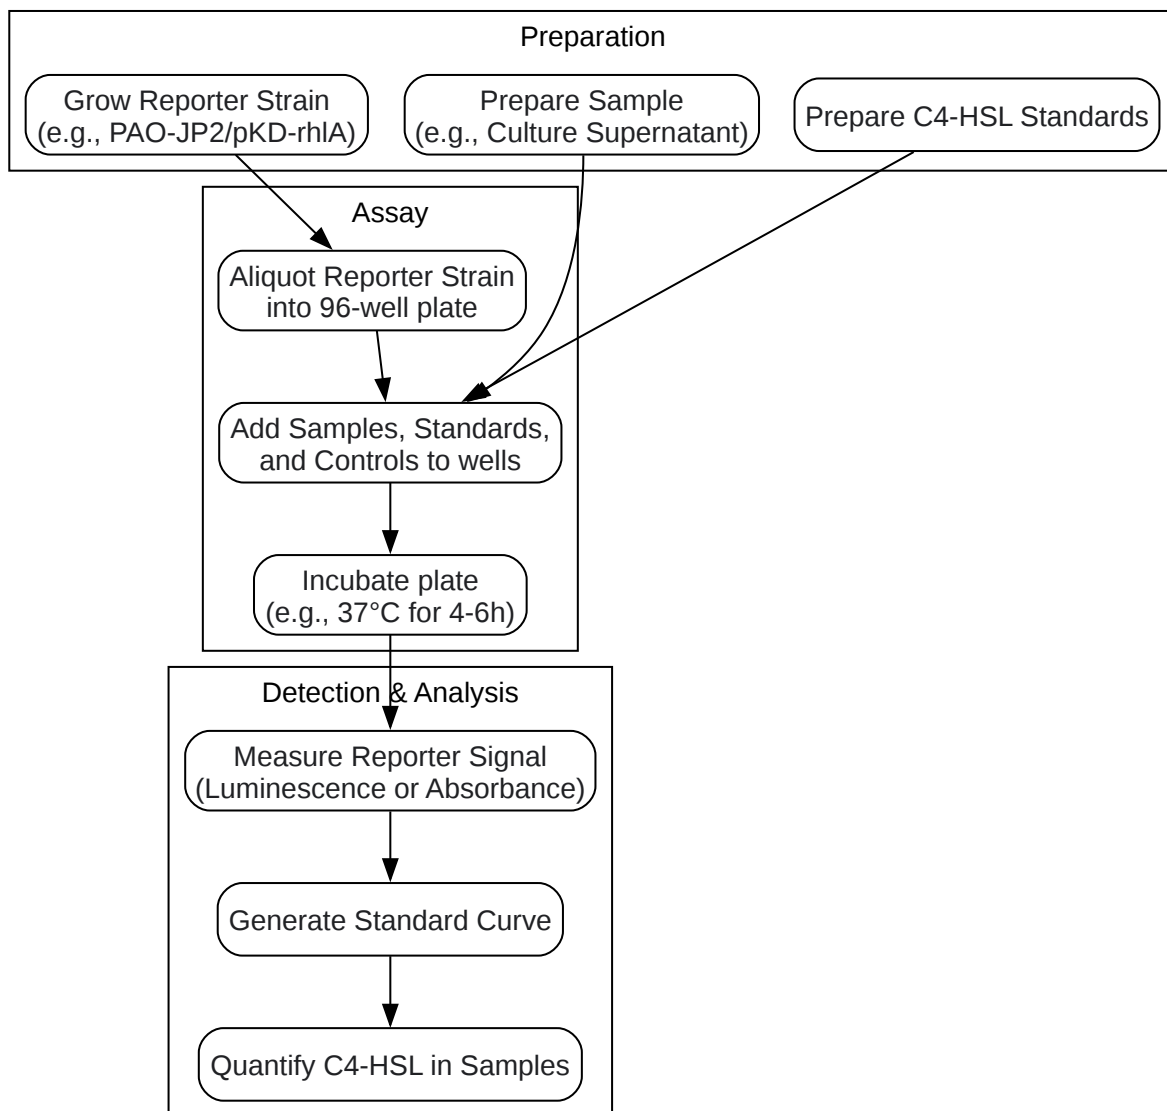 Preparation
Grow Reporter Strain
(e.g., PAO-JP2/pKD-rhlA)
Prepare Sample
(e.g., Culture Supernatant)
Prepare C4-HSL Standards
Assay
Aliquot Reporter Strain
into 96-well plate
Add Samples, Standards,
and Controls to wells
Incubate plate
(e.g., 37°C for 4-6h)
Detection & Analysis
Measure Reporter Signal
(Luminescence or Absorbance)
Generate Standard Curve
Quantify C4-HSL in Samples